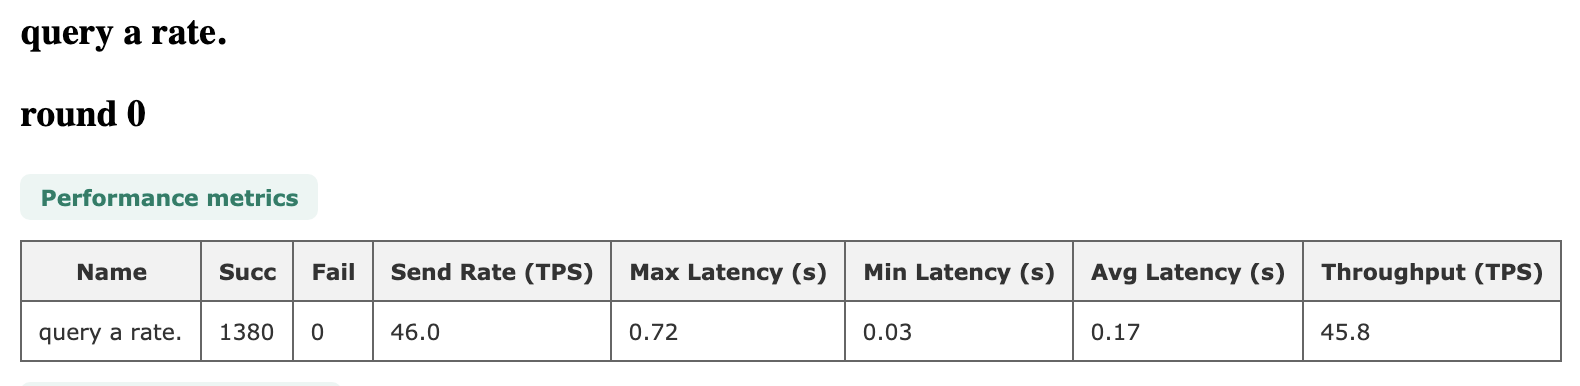 query a rate.
round 0
Performance metrics
Name Succ Fail Send Rate (TPS) Max Latency (s) Min Latency (s) Avg Latency (s) Throughput (TPS)
query a rate. 1380 0 46.0 0.72 0.03 0.17 45.8